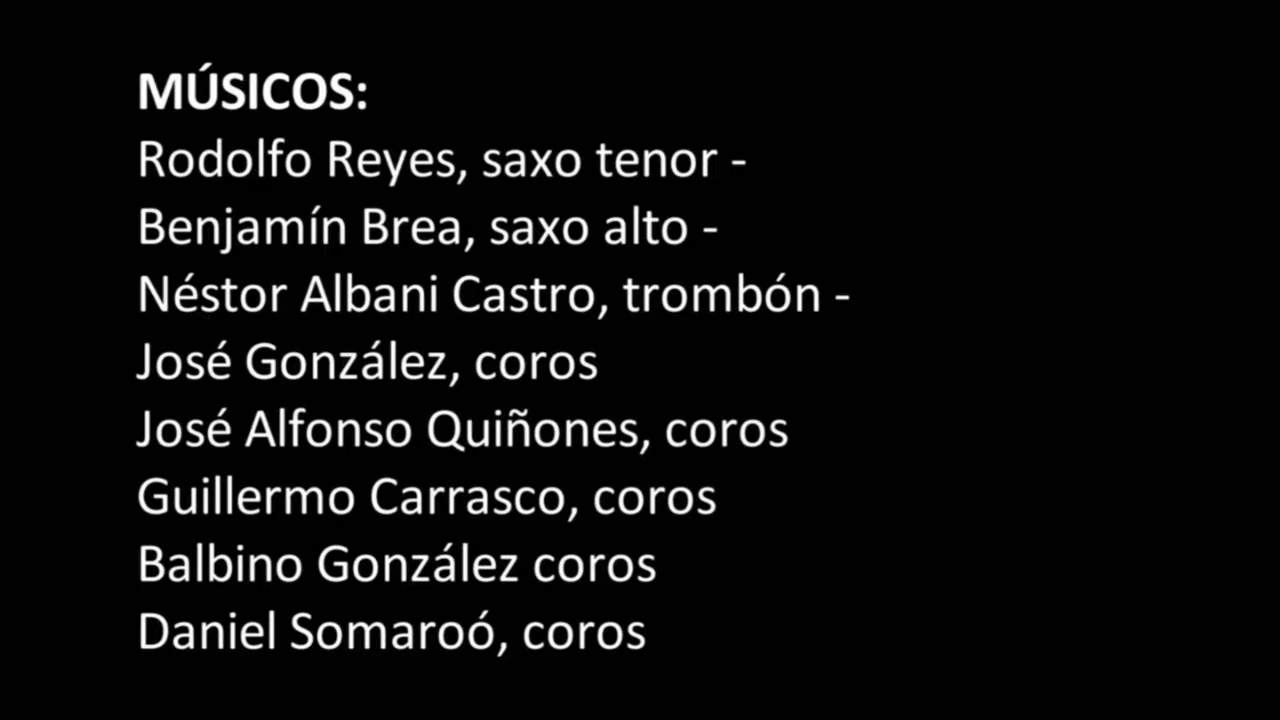 MÚSICOS:
Rodolfo Reyes, saxo tenor -
Benjamín Brea, saxo alto -
Néstor Albani Castro, trombón -
José González, coros
José Alfonso Quiñones, coros
Guillermo Carrasco, coros
Balbino González coros
Daniel Somaroó, coros